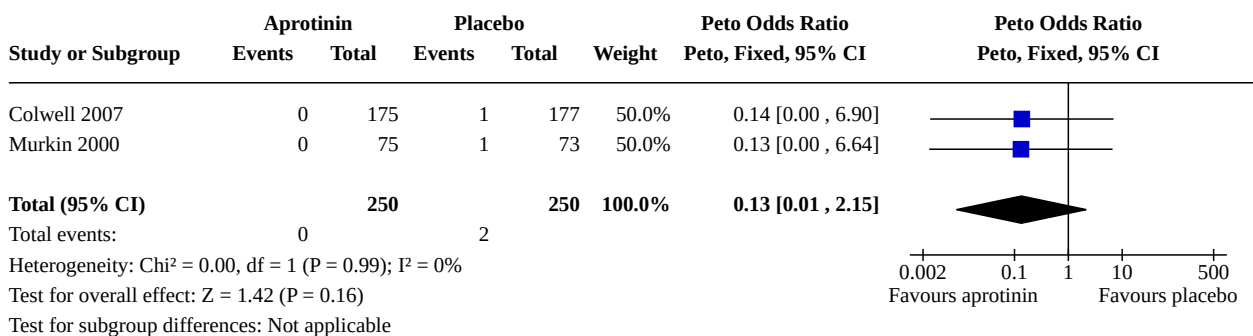 Aprotinin Placebo Peto Odds Ratio Peto Odds Ratio
Study or Subgroup Events Total Events Total Weight Peto, Fixed, 95% CI Peto, Fixed, 95% CI
Colwell 2007 0 175 1 177 50.0% 0.14 [0.00 , 6.90]
Murkin 2000 0 75 1 73 50.0% 0.13 [0.00 , 6.64]
Total (95% CI) 250 250 100.0% 0.13 [0.01 , 2.15]
Total events: 0 2
Heterogeneity: Chi² = 0.00, df = 1 (P = 0.99); I² = 0%
0.002 0.1 1 10 500
Test for overall effect: Z = 1.42 (P = 0.16) Favours aprotinin Favours placebo
Test for subgroup differences: Not applicable